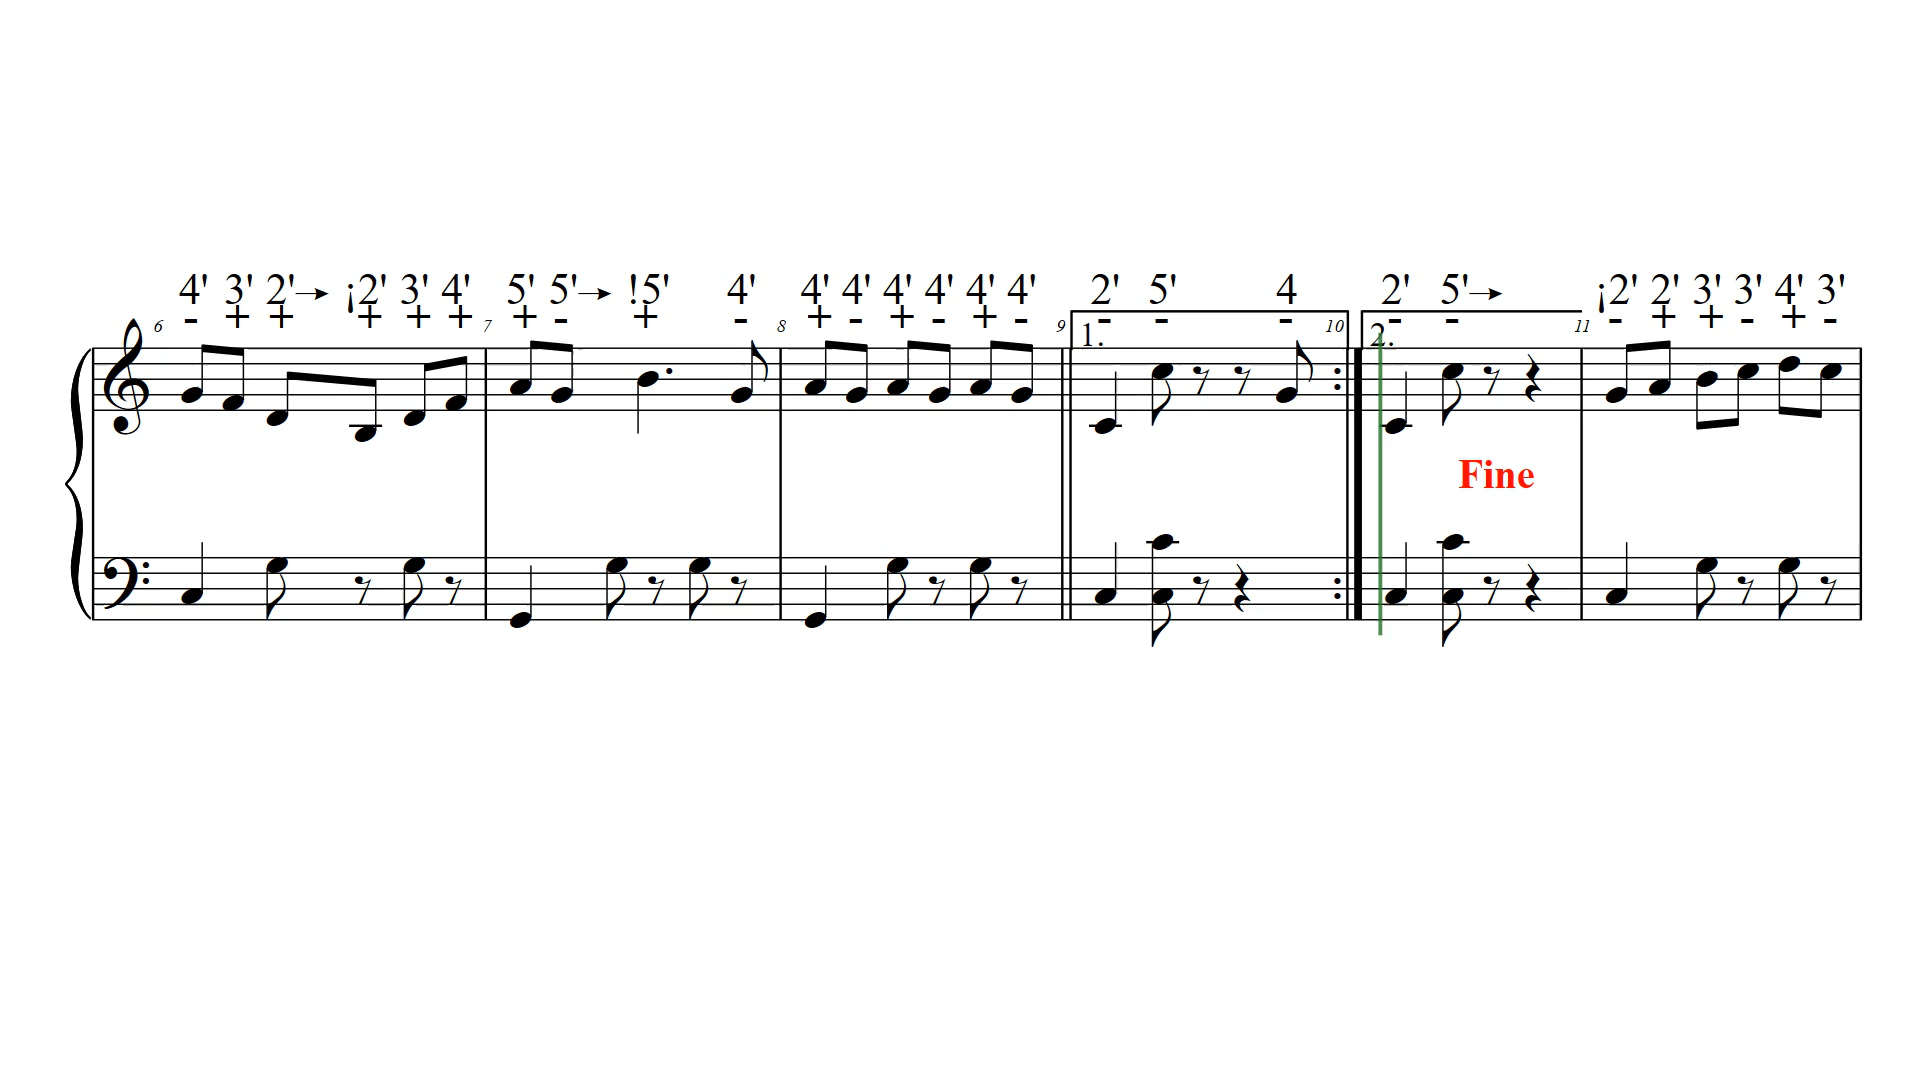 4' 3' 2'→ ¡2' 3' 4' 5' 5'→ !5' 4' 4' 4' 4' 4' 4' 4' 2' 5' 4 2' 5'→ ¡2' 2' 3' 3' 4' 3'
- + + + + + + - + - + - + - + - - - - - - - + + - + -
6 7 8 9 10 11
1. 2.
Fine